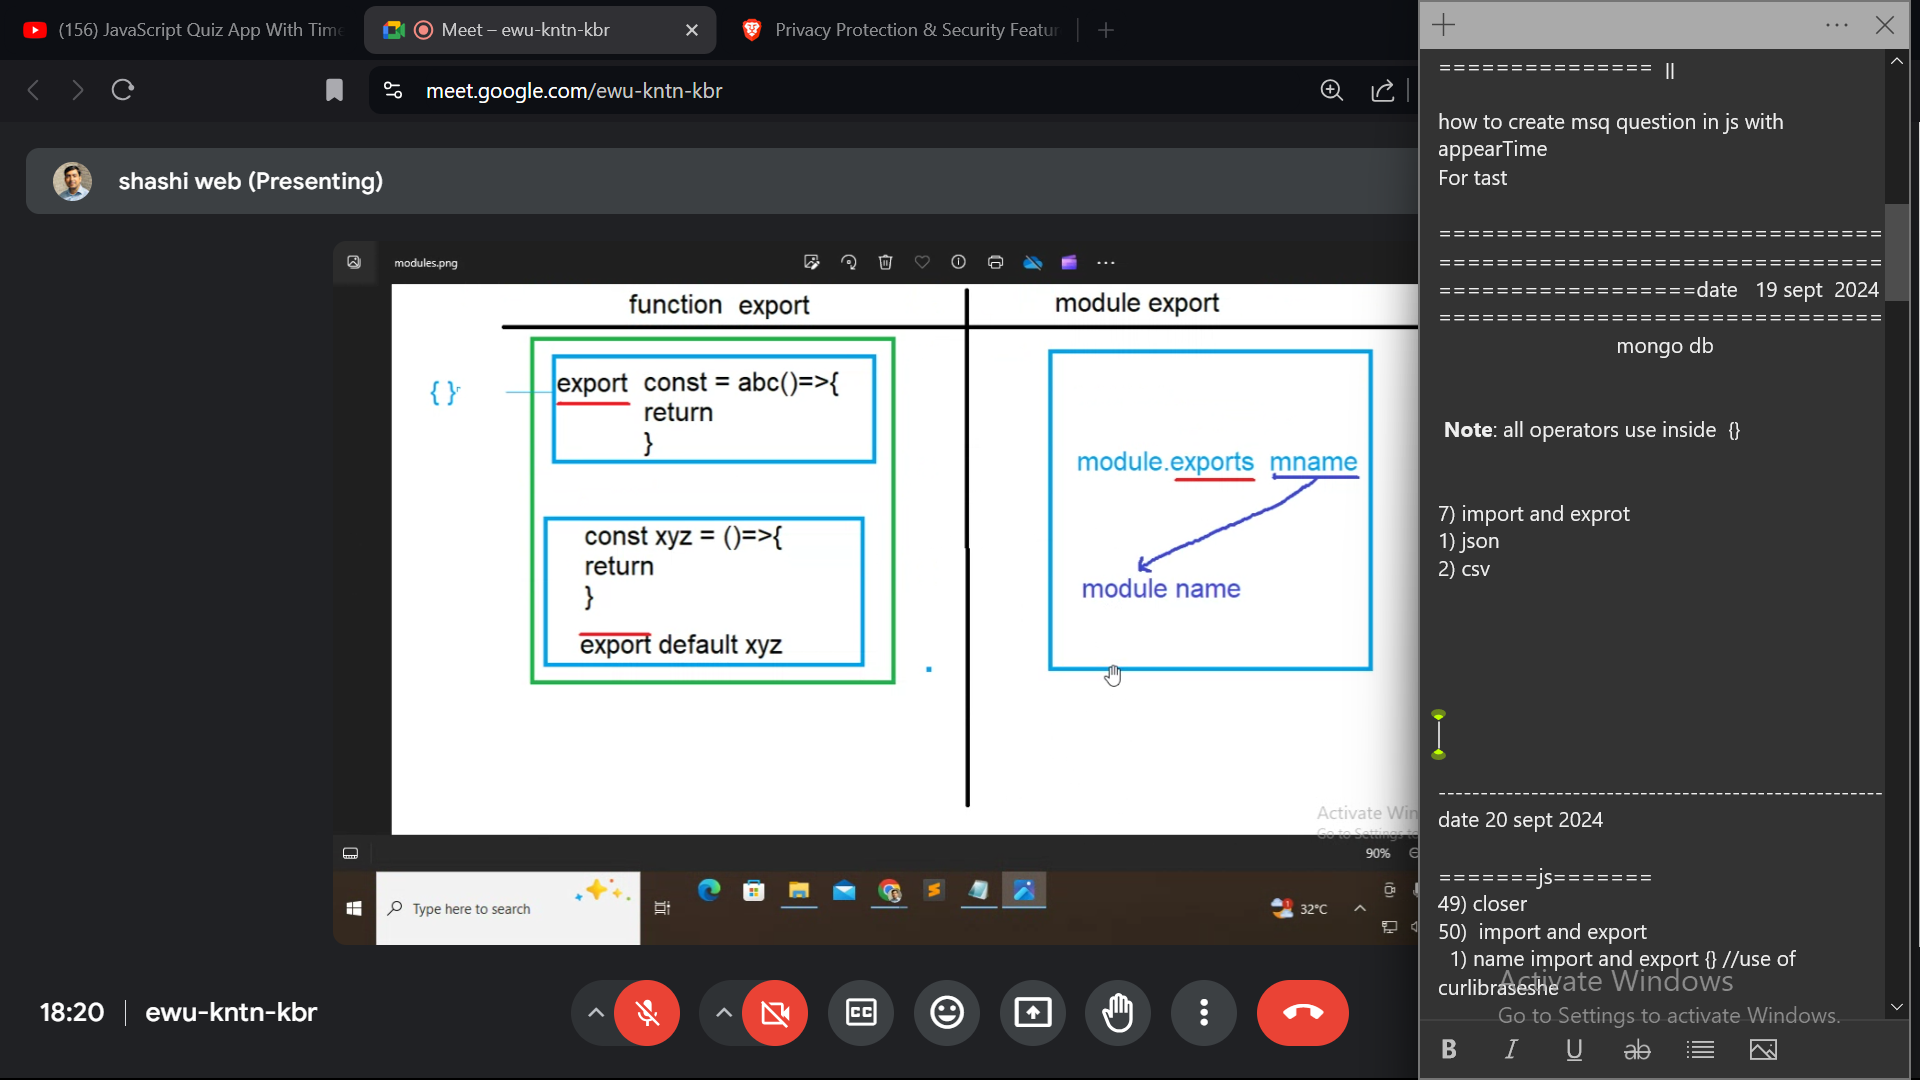 (156) JavaScript Quiz App With Time
Meet – ewu-kntn-kbr
Privacy Protection & Security Featur
meet.google.com/ewu-kntn-kbr
shashi web (Presenting)
modules.png
function export
module export
{ }
export const = abc()=>{
return
}
const xyz = ()=>{
return
}
export default xyz
module.exports mname
module name
Activate Win
Go to Settings to
90%
Type here to search
32°C
18:20
ewu-kntn-kbr
=============== ||
how to create msq question in js with
appearTime
For tast
===============================
===============================
==================date 19 sept 2024
===============================
mongo db
Note: all operators use inside {}
7) import and exprot
1) json
2) csv
-------------------------------------------------------
date 20 sept 2024
=======js=======
49) closer
50) import and export
1) name import and export {} //use of
curlibraseshe
Activate Windows
Go to Settings to activate Windows.
B I U ab